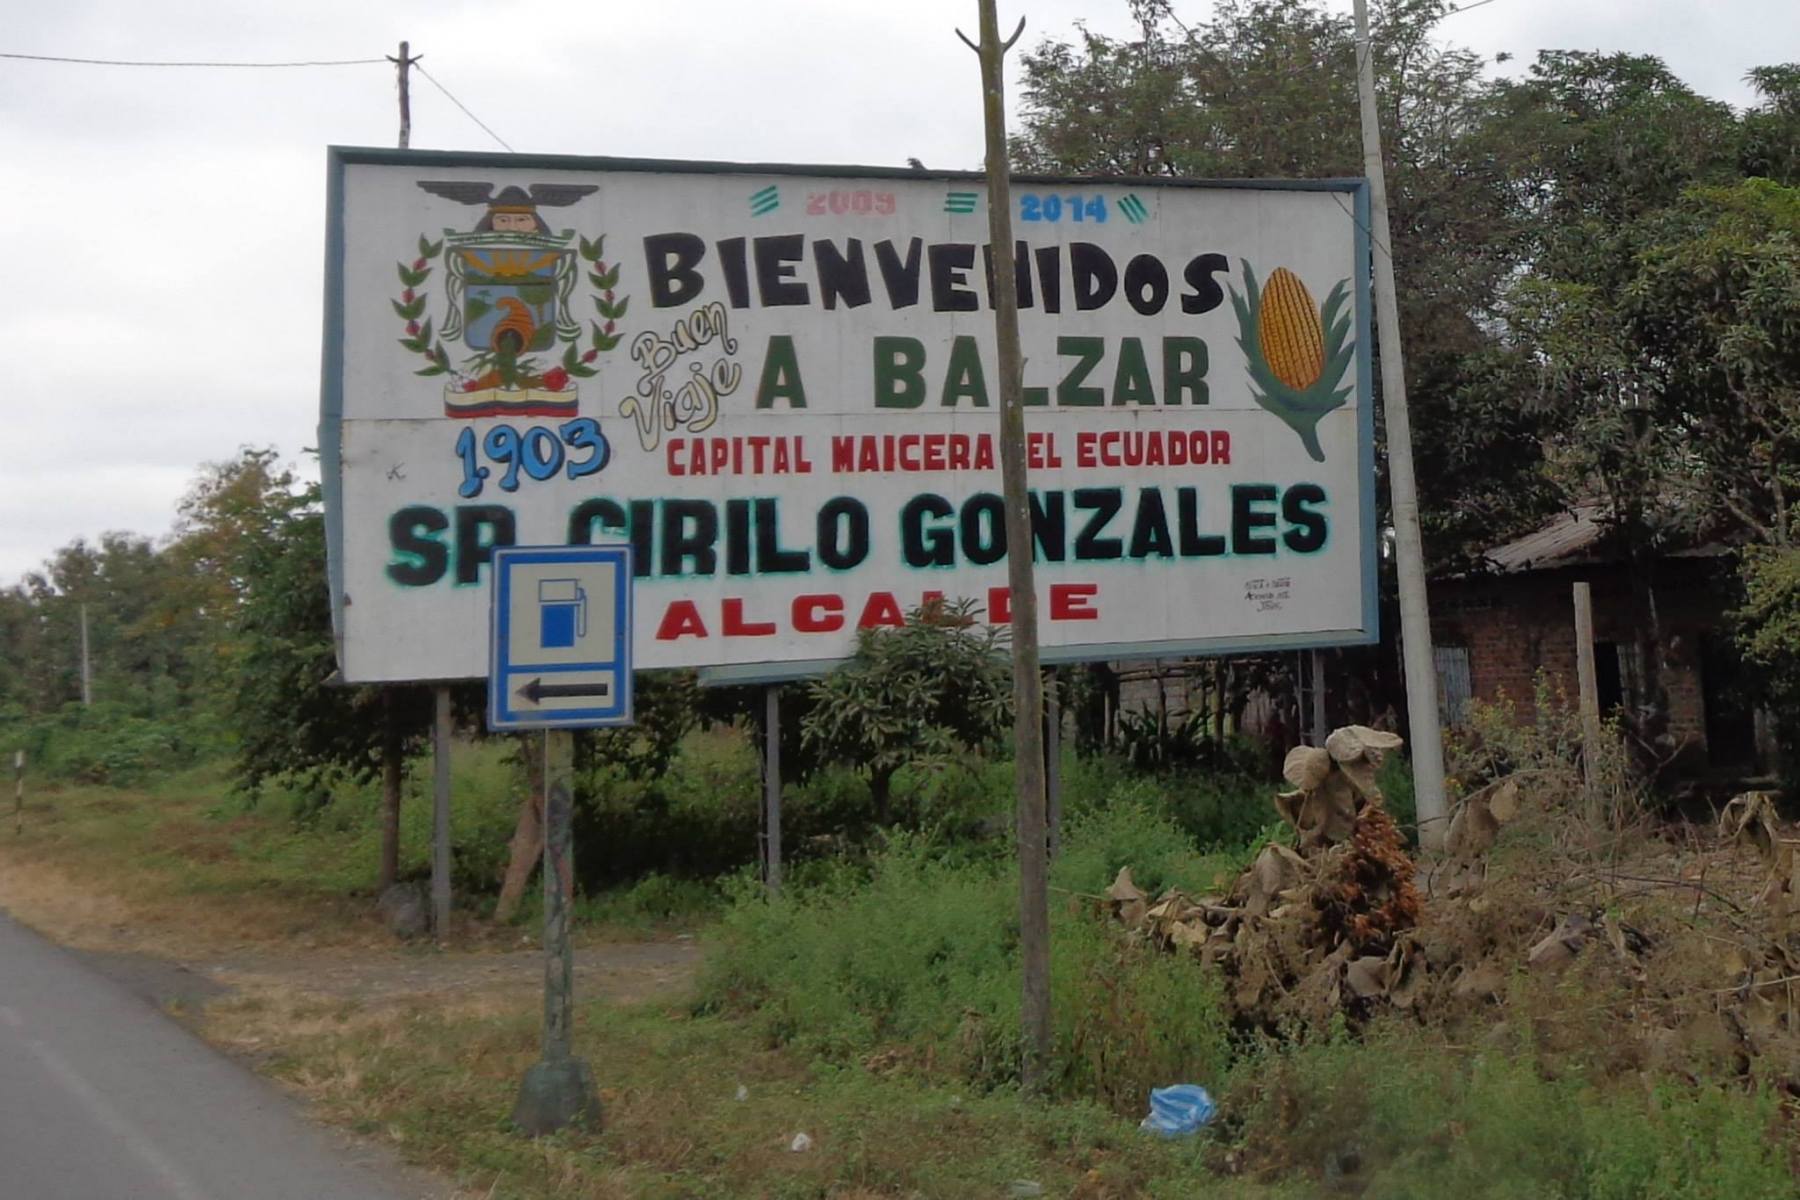 2009 2014
BIENVENIDOS
Buen
Viaje
A BALZAR
1903
CAPITAL MAICERA EL ECUADOR
SR. CIRILO GONZALES
ALCALDE